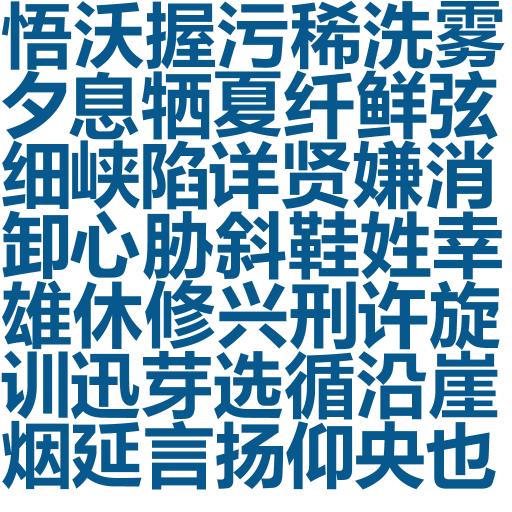 悟沃握污稀洗雾
夕息牺夏纤鲜弦
细峡陷详贤嫌消
卸心胁斜鞋姓幸
雄休修兴刑许旋
训迅芽选循沿崖
烟延言扬仰央也